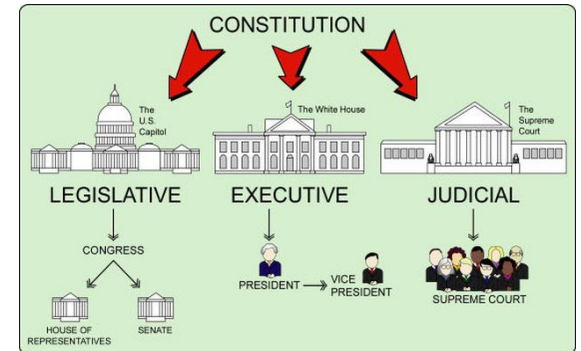 CONSTITUTION
The
U.S.
Capitol
The White House
The
Supreme
Court
LEGISLATIVE
EXECUTIVE
JUDICIAL
CONGRESS
PRESIDENT
VICE
PRESIDENT
SUPREME COURT
HOUSE OF
REPRESENTATIVES
SENATE